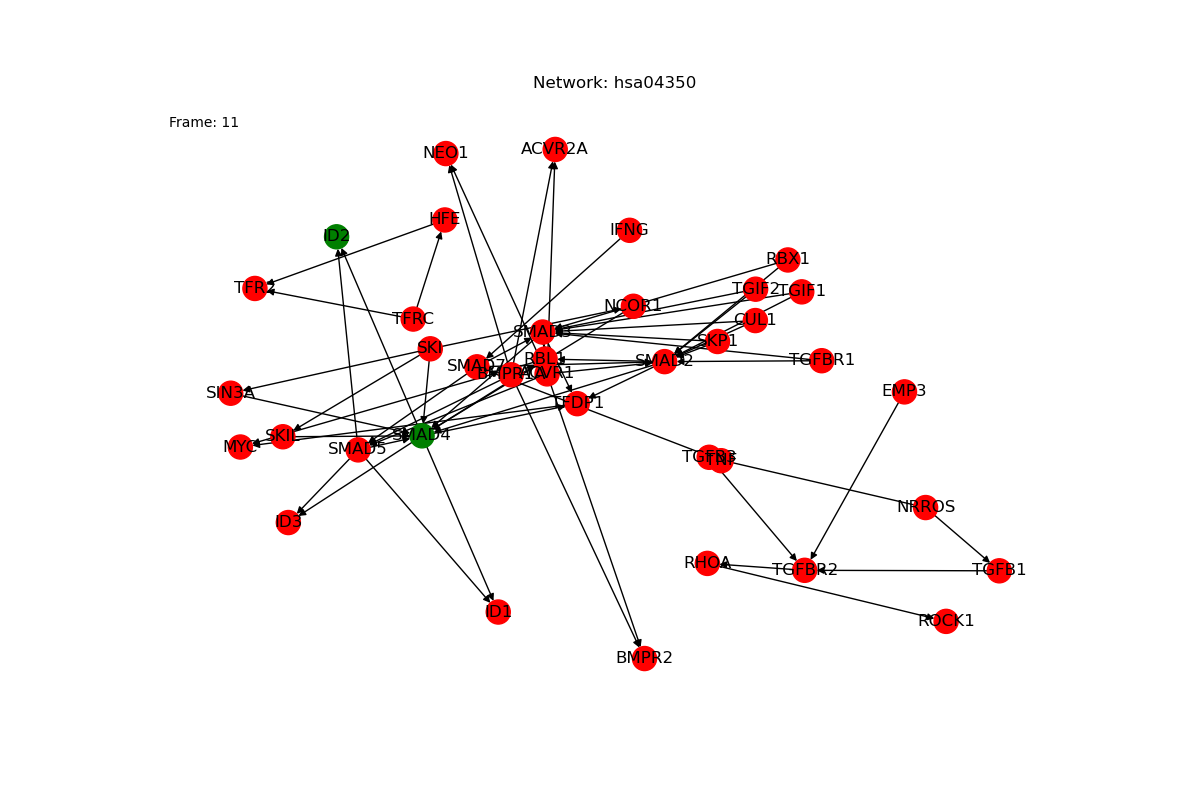 Network: hsa04350
Frame: 11
NEO1
ACVR2A
HFE
IFNG
ID2
RBX1
TFR2
TGIF2
TGIF1
NCOR1
TFRC
CUL1
SMAD3
SKP1
SKI
RBL1
SMAD2
TGFBR1
SMAD7
BMPR1A
ACVR1
SIN3A
EMP3
TFDP1
SKIL
SMAD4
MYC
SMAD5
TGFB3
TNF
NRROS
ID3
RHOA
TGFBR2
TGFB1
ID1
ROCK1
BMPR2